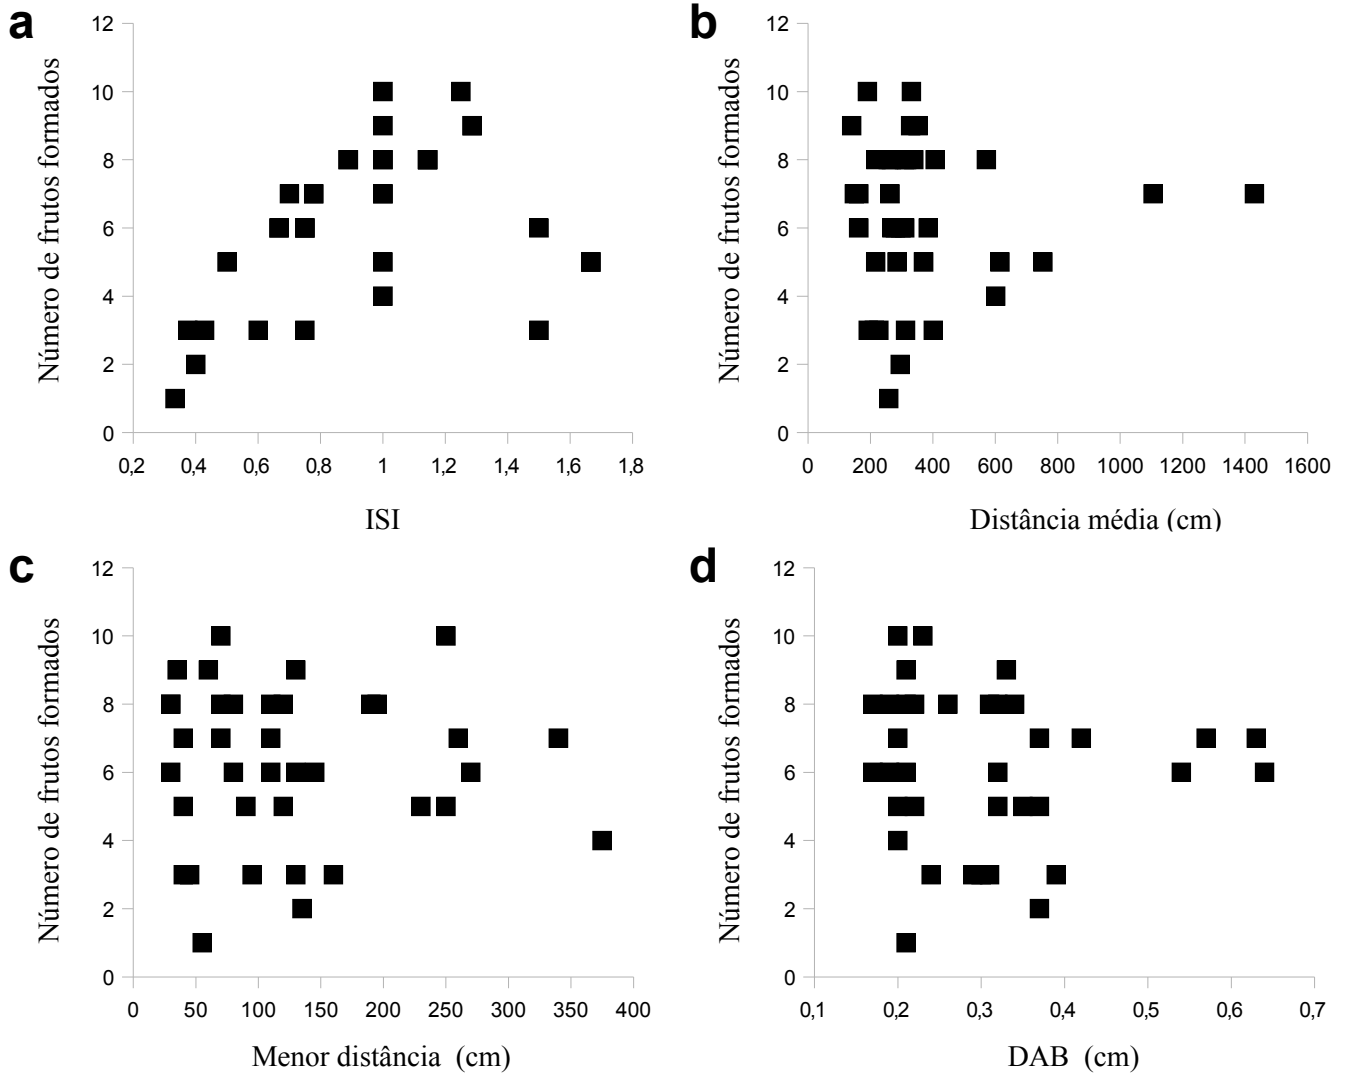 a
Número de frutos formados
12
10
8
6
4
2
0
0,2 0,4 0,6 0,8 1 1,2 1,4 1,6 1,8
ISI
b
Número de frutos formados
12
10
8
6
4
2
0
0 200 400 600 800 1000 1200 1400 1600
Distância média (cm)
c
Número de frutos formados
12
10
8
6
4
2
0
0 50 100 150 200 250 300 350 400
Menor distância (cm)
d
Número de frutos formados
12
10
8
6
4
2
0
0,1 0,2 0,3 0,4 0,5 0,6 0,7
DAB (cm)